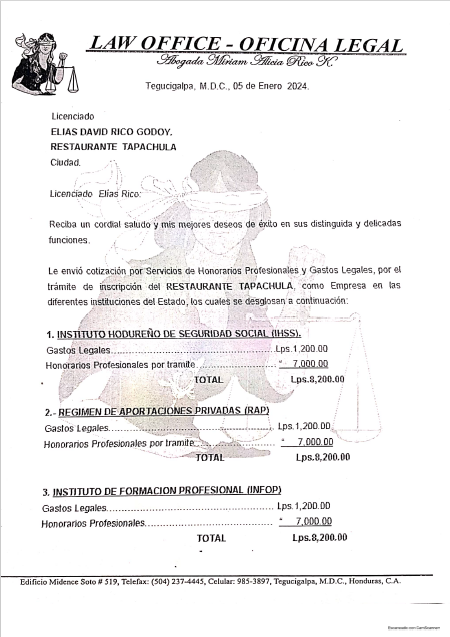 LAW OFFICE - OFICINA LEGAL
Abogada Miriam Alicia Rico K.
Tegucigalpa, M.D.C., 05 de Enero 2024.
Licenciado
ELIAS DAVID RICO GODOY.
RESTAURANTE TAPACHULA
Ciudad.
Licenciado Elías Rico:
Reciba un cordial saludo y mis mejores deseos de éxito en sus distinguida y delicadas
funciones.
Le envió cotización por Servicios de Honorarios Profesionales y Gastos Legales, por el
trámite de inscripción del RESTAURANTE TAPACHULA, como Empresa en las
diferentes instituciones del Estado, los cuales se desglosan a continuación:
1. INSTITUTO HODUREÑO DE SEGURIDAD SOCIAL (IHSS).
Gastos Legales...............................................Lps.1,200.00
Honorarios Profesionales por tramite...................... " 7,000.00
TOTAL Lps.8,200.00
2.- REGIMEN DE APORTACIONES PRIVADAS (RAP)
Gastos Legales............................................... Lps.1,200.00
Honorarios Profesionales por tramite...................... " 7,000.00
TOTAL Lps.8,200.00
3. INSTITUTO DE FORMACION PROFESIONAL (INFOP)
Gastos Legales............................................... Lps.1,200.00
Honorarios Profesionales..................................... " 7,000.00
TOTAL Lps.8,200.00
Edificio Midence Soto # 519, Telefax: (504) 237-4445, Celular: 985-3897, Tegucigalpa, M.D.C., Honduras, C.A.
Escaneado con CamScanner